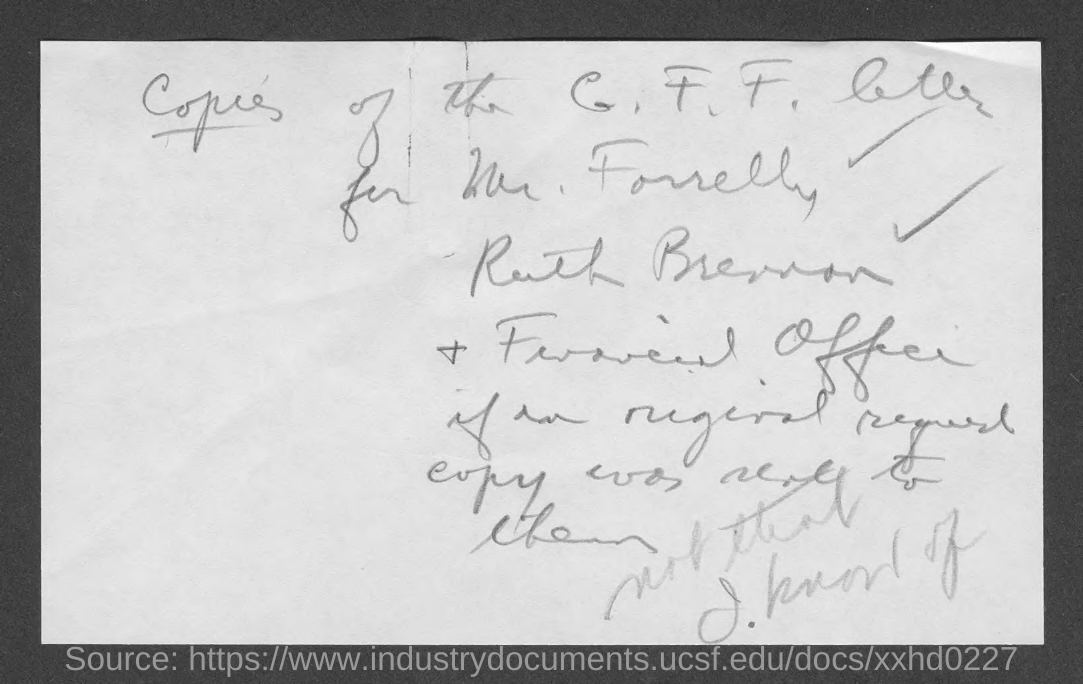 Copies of the G. F. F. letter
for Mr. Forrelly
Ruth Brennan
+ Financial Office
if an original request
copy was sent to
them
not that
I know of
Source: https://www.industrydocuments.ucsf.edu/docs/xxhd0227